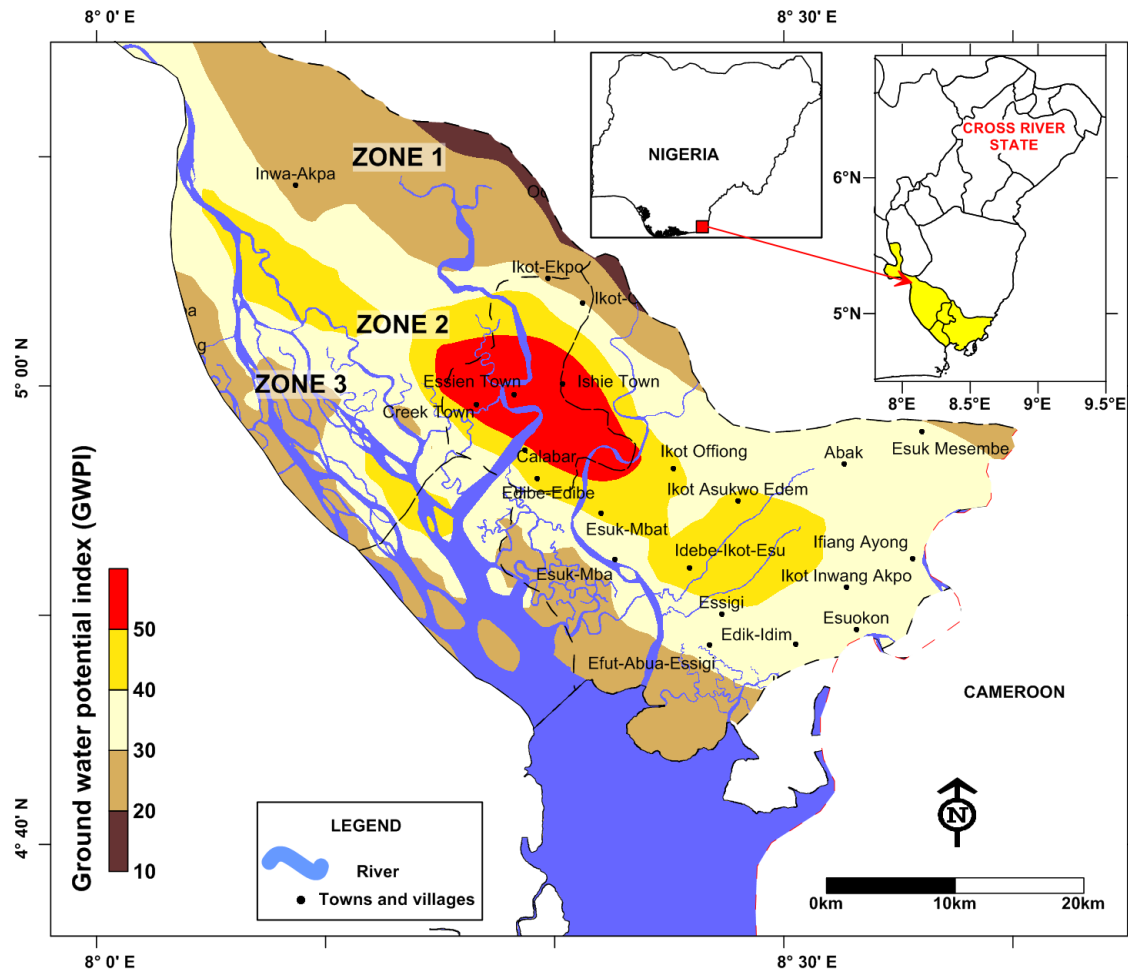 8° 0' E
8° 30' E
ZONE 1
Inwa-Akpa
NIGERIA
CROSS RIVER
STATE
6°N
5°N
8°
8°5'E
9°E
9°5'E
Ikot-Ekpo
ZONE 2
5° 00' N
ZONE 3
Essien Town
Ishie Town
Creek Town
Calabar
Ikot Offiong
Abak
Esuk Mesembe
Edibe-Edibe
Ikot Asukwo Edem
Esuk-Mbat
Idebe-Ikot-Esu
Ifiang Ayong
Esuk-Mba
Ikot Inwang Akpo
Essigi
Esuokon
Edik-Idim
Efut-Abua-Essigi
CAMEROON
Ground water potential index (GWPI)
50
40
30
20
10
4° 40' N
LEGEND
River
Towns and villages
N
0km
10km
20km
8° 0' E
8° 30' E